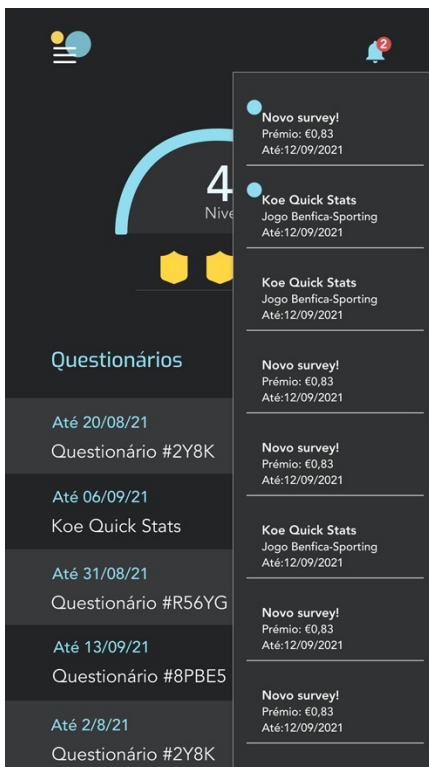 2
4
Questionários
Até 20/08/21
Questionário #2Y8K
Até 06/09/21
Koe Quick Stats
Até 31/08/21
Questionário #R56YG
Até 13/09/21
Questionário #8PBE5
Até 2/8/21
Questionário #2Y8K
Novo survey!
Prémio: €0,83
Até:12/09/2021
Koe Quick Stats
Jogo Benfica-Sporting
Até:12/09/2021
Koe Quick Stats
Jogo Benfica-Sporting
Até:12/09/2021
Novo survey!
Prémio: €0,83
Até:12/09/2021
Novo survey!
Prémio: €0,83
Até:12/09/2021
Koe Quick Stats
Jogo Benfica-Sporting
Até:12/09/2021
Novo survey!
Prémio: €0,83
Até:12/09/2021
Novo survey!
Prémio: €0,83
Até:12/09/2021